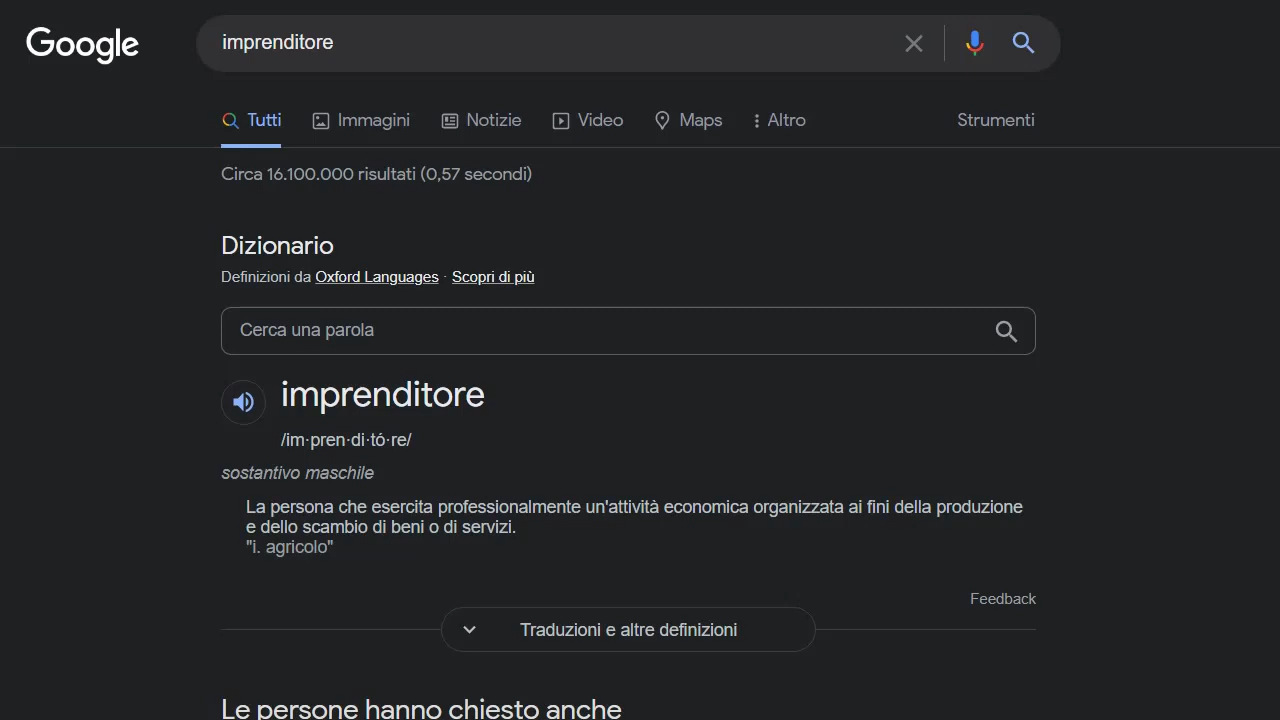 Google
imprenditore
Tutti Immagini Notizie Video Maps Altro Strumenti
Circa 16.100.000 risultati (0,57 secondi)
Dizionario
Definizioni da Oxford Languages · Scopri di più
Cerca una parola
imprenditore
/im·pren·di·tó·re/
sostantivo maschile
La persona che esercita professionalmente un'attività economica organizzata ai fini della produzione
e dello scambio di beni o di servizi.
"i. agricolo"
Feedback
Traduzioni e altre definizioni
Le persone hanno chiesto anche